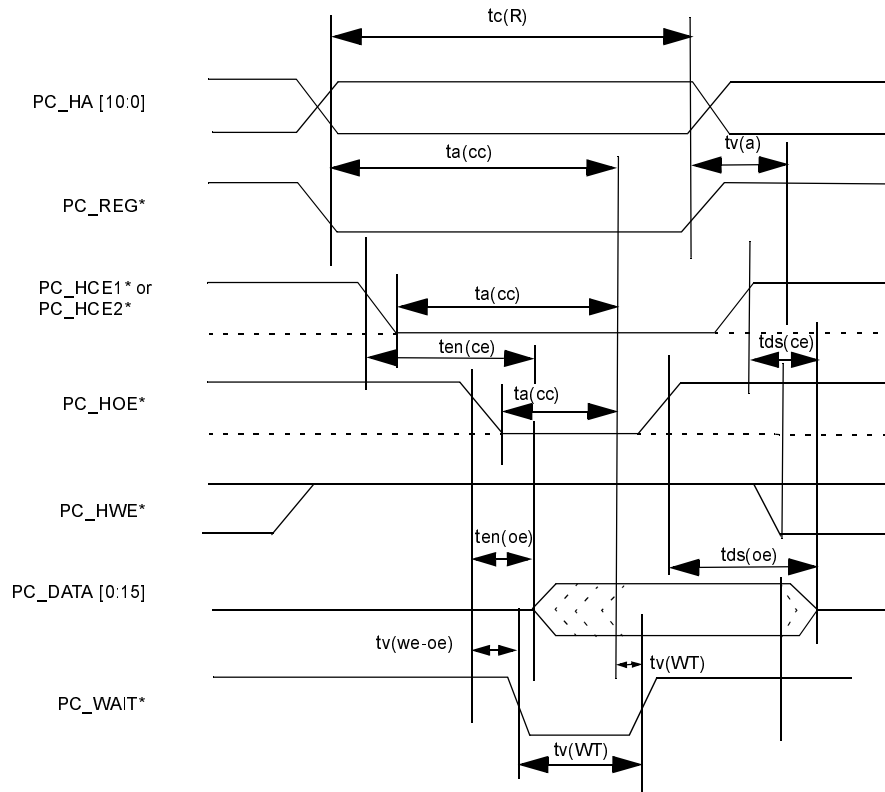 tc(R)
PC_HA [10:0]
tv(a)
ta(cc)
PC_REG*
PC_HCE1* or
PC_HCE2*
ta(cc)
ten(ce)
tds(ce)
PC_HOE*
ta(cc)
PC_HWE*
ten(oe)
tds(oe)
PC_DATA [0:15]
tv(we-oe)
tv(WT)
PC_WAIT*
tv(WT)